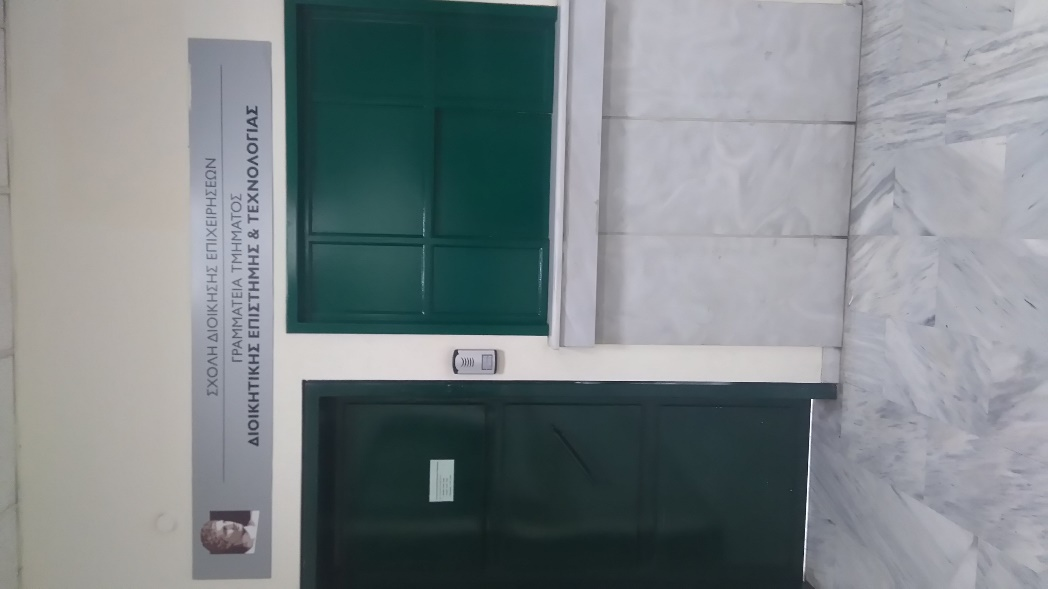 ΣΧΟΛΗ ΔΙΟΙΚΗΣΗΣ ΕΠΙΧΕΙΡΗΣΕΩΝ
ΓΡΑΜΜΑΤΕΙΑ ΤΜΗΜΑΤΟΣ
ΔΙΟΙΚΗΤΙΚΗΣ ΕΠΙΣΤΗΜΗΣ & ΤΕΧΝΟΛΟΓΙΑΣ